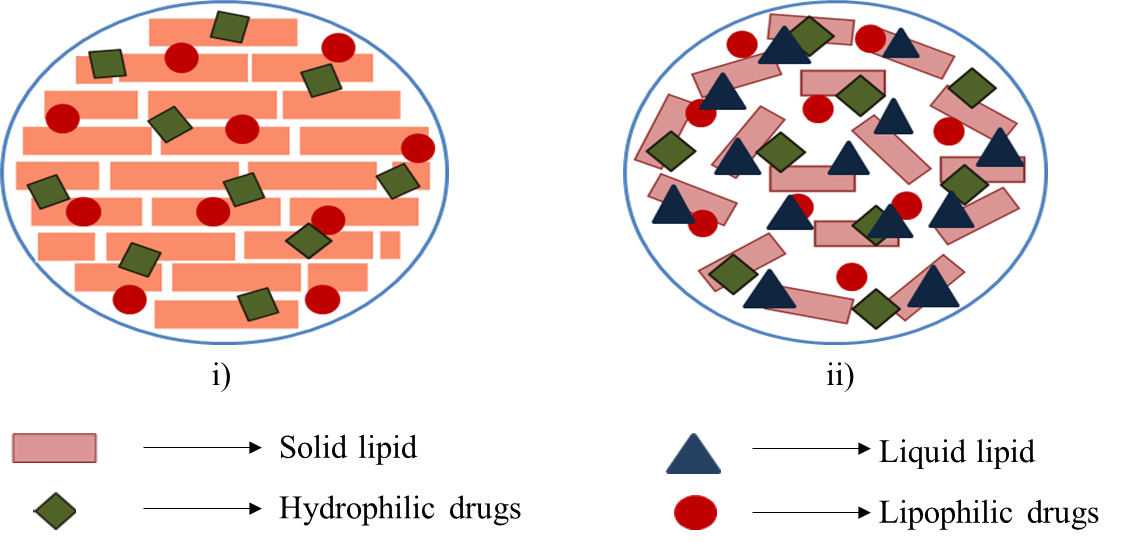 i)
ii)
Solid lipid
Liquid lipid
Hydrophilic drugs
Lipophilic drugs